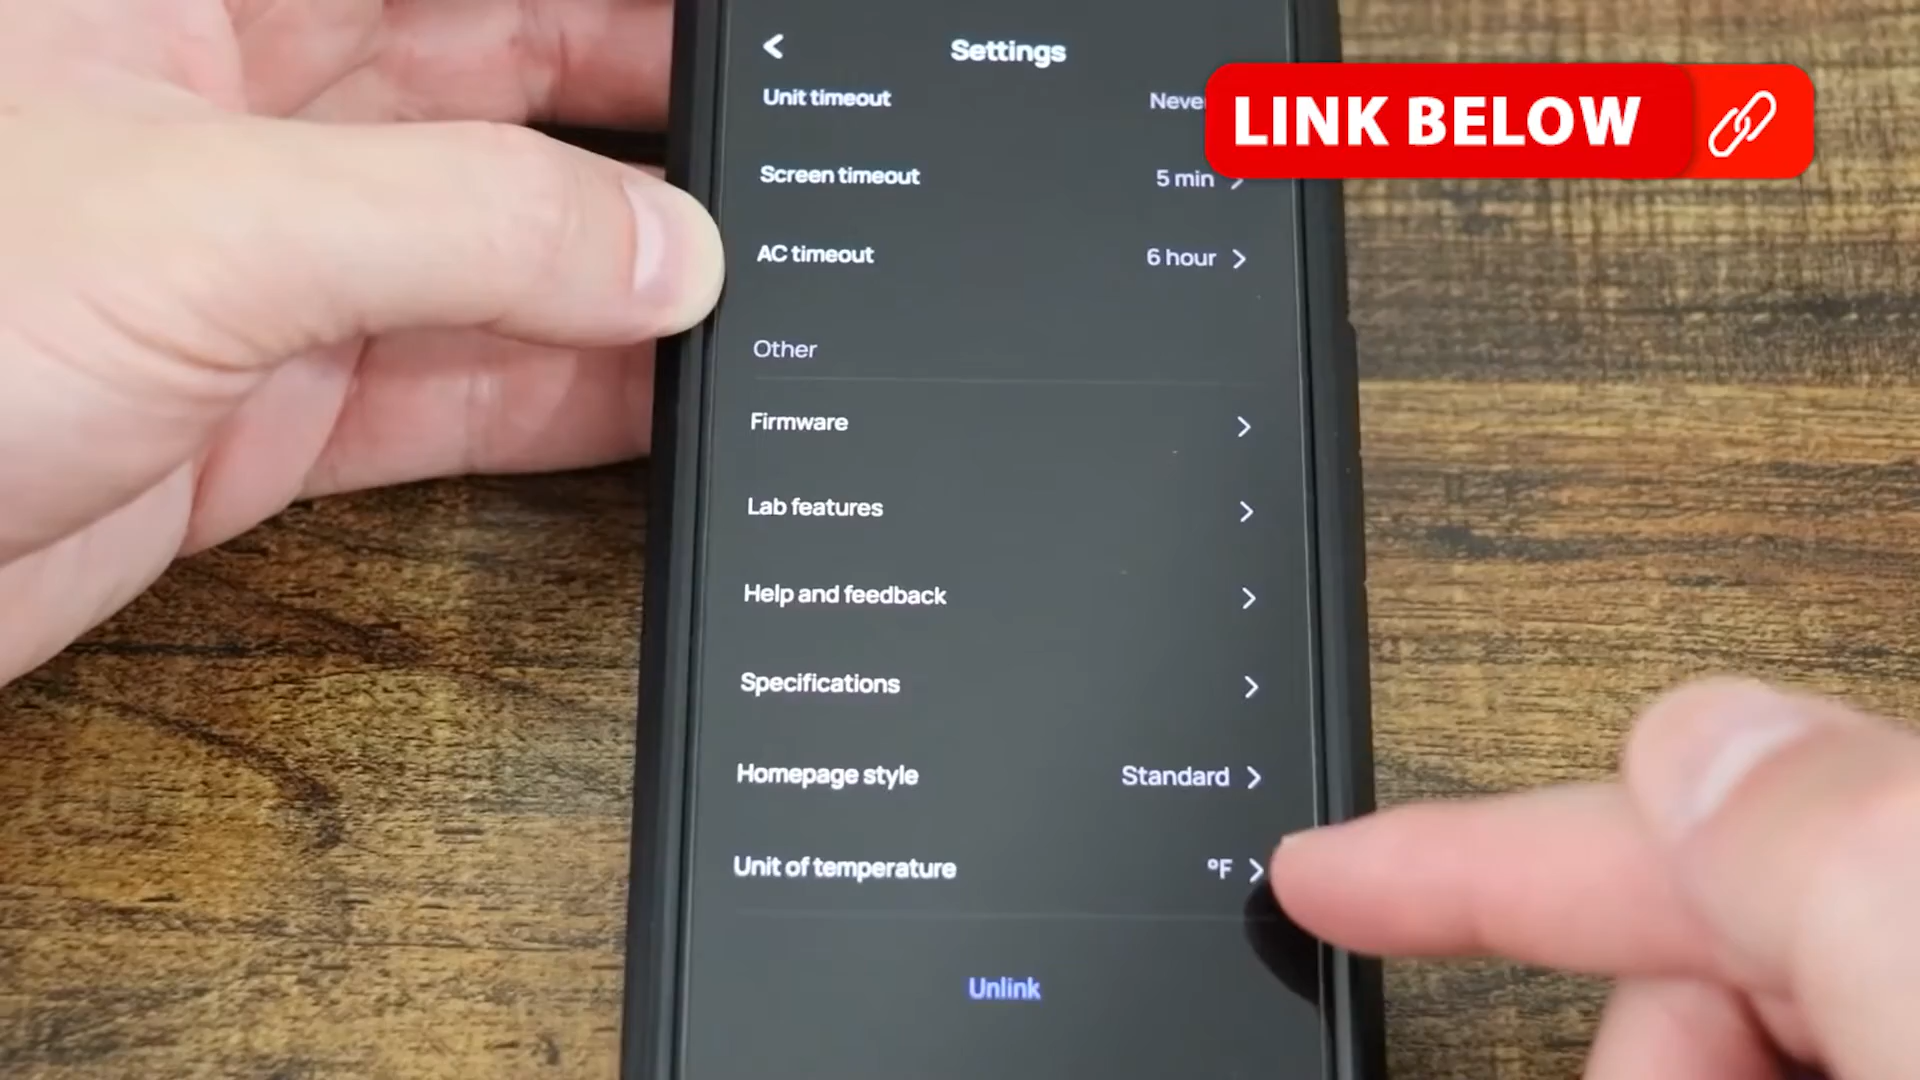 Settings
Unit timeout
LINK BELOW
Screen timeout 5 min
AC timeout 6 hour
Other
Firmware
Lab features
Help and feedback
Specifications
Homepage style Standard
Unit of temperature °F
Unlink